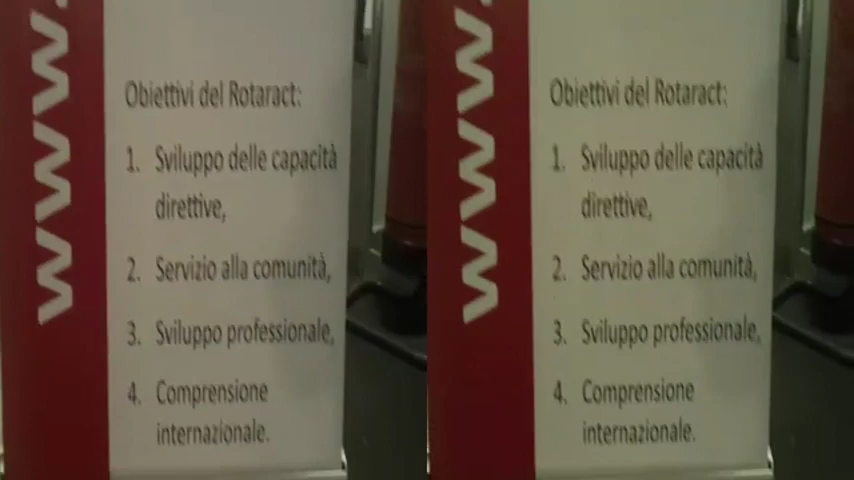 www.
Obiettivi del Rotaract:
1. Sviluppo delle capacità
direttive,
2. Servizio alla comunità,
3. Sviluppo professionale,
4. Comprensione
internazionale.
www.
Obiettivi del Rotaract:
1. Sviluppo delle capacità
direttive,
2. Servizio alla comunità,
3. Sviluppo professionale,
4. Comprensione
internazionale.